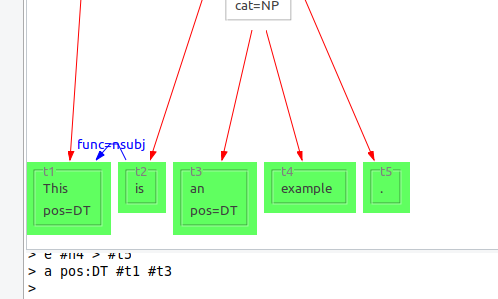 cat=NP
func=nsubj
t1 t2 t3 t4 t5
This is an example .
pos=DT pos=DT
> e #n4 > #t5
> a pos:DT #t1 #t3
>